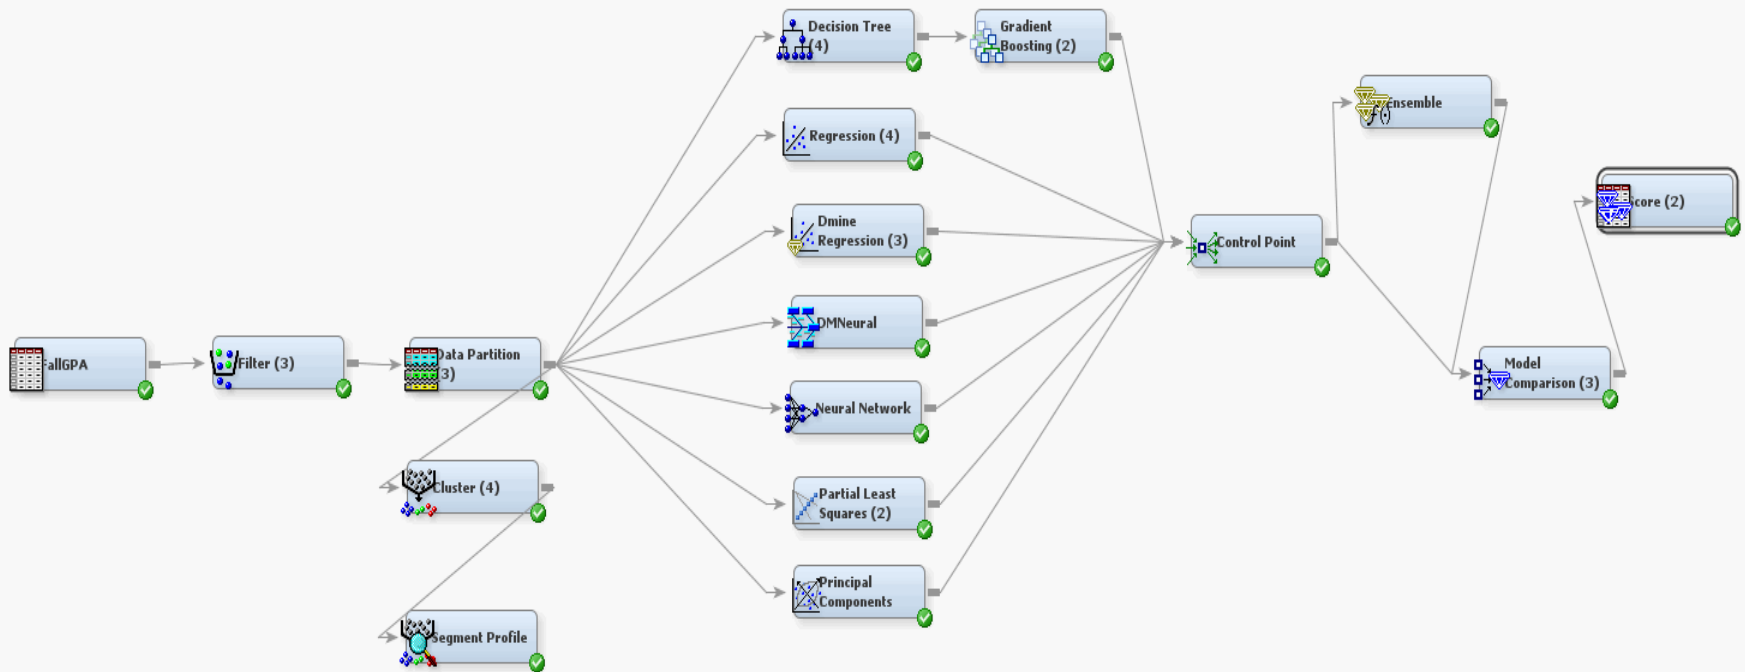 Decision Tree
(4)
Gradient
Boosting (2)
Ensemble
Regression (4)
Score (2)
Dmine
Regression (3)
Control Point
DMNeural
FallGPA
Filter (3)
Data Partition
(3)
Model
Comparison (3)
Neural Network
Cluster (4)
Partial Least
Squares (2)
Principal
Components
Segment Profile